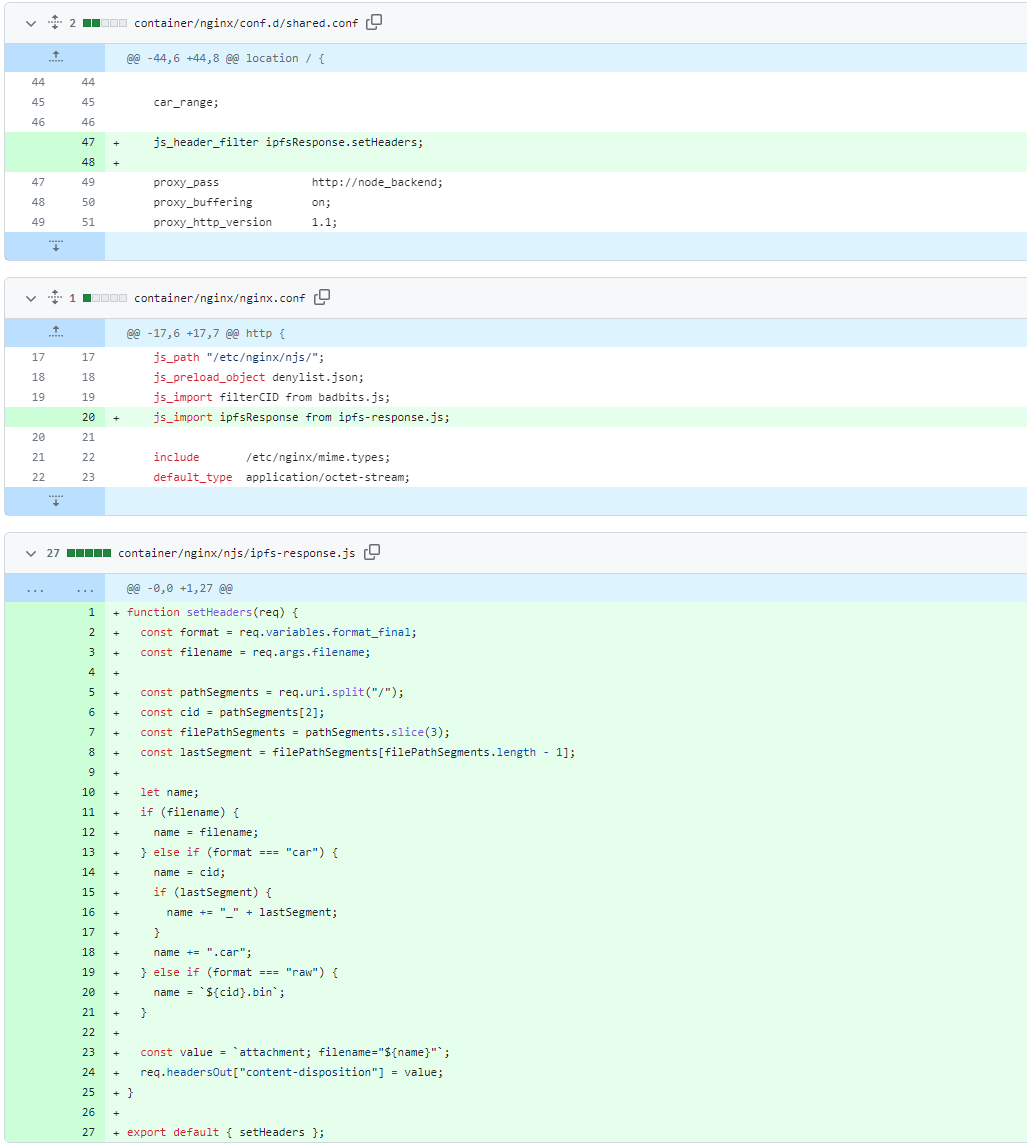 2 container/nginx/conf.d/shared.conf
@@ -44,6 +44,8 @@ location / {
44 44
45 45 car_range;
46 46
47 + js_header_filter ipfsResponse.setHeaders;
48 +
47 49 proxy_pass http://node_backend;
48 50 proxy_buffering on;
49 51 proxy_http_version 1.1;
1 container/nginx/nginx.conf
@@ -17,6 +17,7 @@ http {
17 17 js_path "/etc/nginx/njs/";
18 18 js_preload_object denylist.json;
19 19 js_import filterCID from badbits.js;
20 + js_import ipfsResponse from ipfs-response.js;
20 21
21 22 include /etc/nginx/mime.types;
22 23 default_type application/octet-stream;
27 container/nginx/njs/ipfs-response.js
... ... @@ -0,0 +1,27 @@
1 + function setHeaders(req) {
2 + const format = req.variables.format_final;
3 + const filename = req.args.filename;
4 +
5 + const pathSegments = req.uri.split("/");
6 + const cid = pathSegments[2];
7 + const filePathSegments = pathSegments.slice(3);
8 + const lastSegment = filePathSegments[filePathSegments.length - 1];
9 +
10 + let name;
11 + if (filename) {
12 + name = filename;
13 + } else if (format === "car") {
14 + name = cid;
15 + if (lastSegment) {
16 + name += "_" + lastSegment;
17 + }
18 + name += ".car";
19 + } else if (format === "raw") {
20 + name = `${cid}.bin`;
21 + }
22 +
23 + const value = `attachment; filename="${name}"`;
24 + req.headersOut["content-disposition"] = value;
25 + }
26 +
27 + export default { setHeaders };